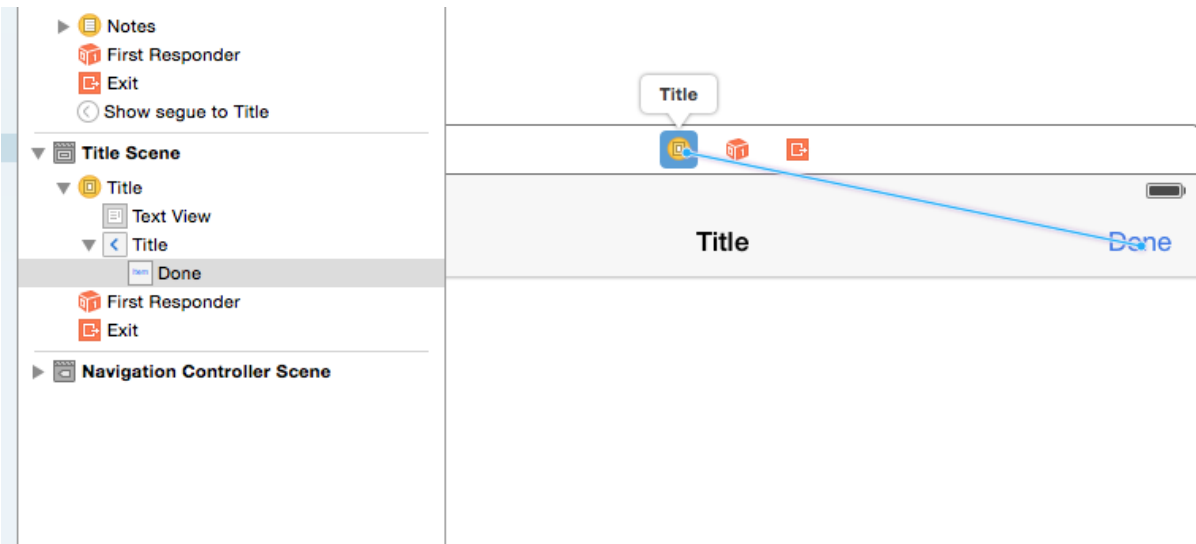 Notes
First Responder
Exit
Show segue to Title
Title Scene
Title
Text View
Title
Item
Done
First Responder
Exit
Navigation Controller Scene
Title
Title
Done